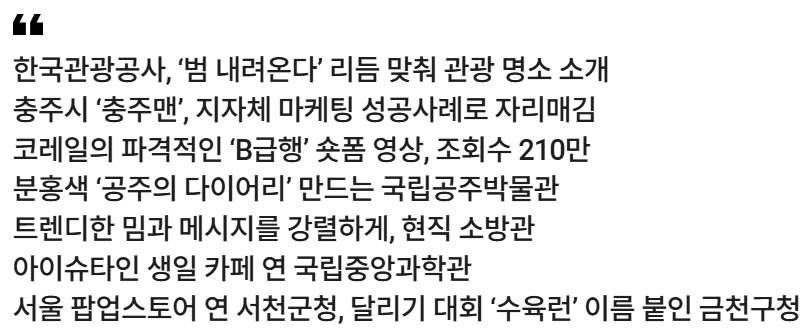 “
한국관광공사, ‘범 내려온다’ 리듬 맞춰 관광 명소 소개
충주시 ‘충주맨’, 지자체 마케팅 성공사례로 자리매김
코레일의 파격적인 ‘B급행’ 숏폼 영상, 조회수 210만
분홍색 ‘공주의 다이어리’ 만드는 국립공주박물관
트렌디한 밈과 메시지를 강렬하게, 현직 소방관
아이슈타인 생일 카페 연 국립중앙과학관
서울 팝업스토어 연 서천군청, 달리기 대회 ‘수육런’ 이름 붙인 금천구청